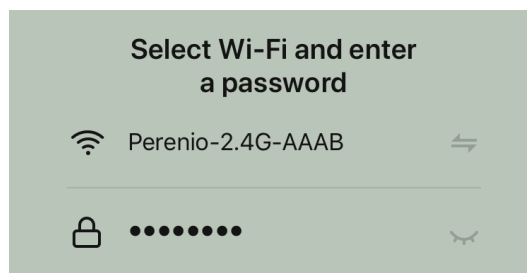 Select Wi-Fi and enter
a password
Perenio-2.4G-AAAB
••••••••